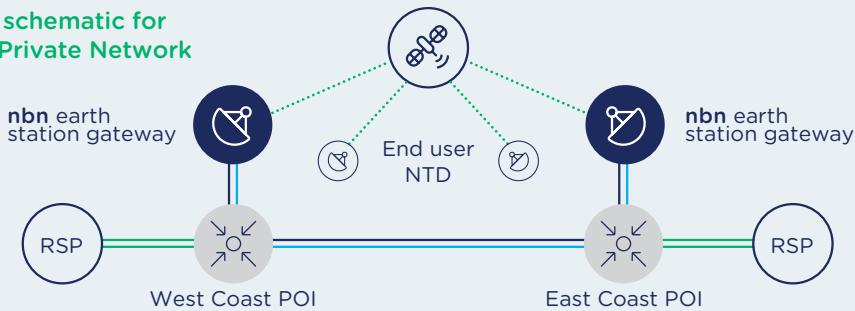 schematic for
Private Network
nbn earth
station gateway
nbn earth
station gateway
End user
NTD
RSP
RSP
West Coast POI
East Coast POI